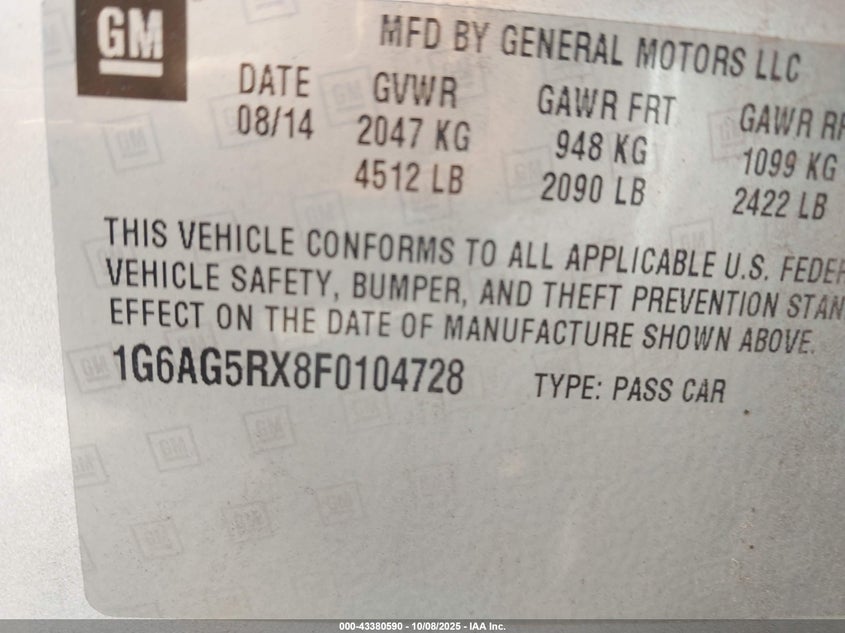 GM
MFD BY GENERAL MOTORS LLC
DATE GVWR GAWR FRT GAWR RR
08/14 2047 KG 948 KG 1099 KG
4512 LB 2090 LB 2422 LB
THIS VEHICLE CONFORMS TO ALL APPLICABLE U.S. FEDER
VEHICLE SAFETY, BUMPER, AND THEFT PREVENTION STAN
EFFECT ON THE DATE OF MANUFACTURE SHOWN ABOVE.
1G6AG5RX8F0104728 TYPE: PASS CAR
000-43380590 - 10/08/2025 - IAA Inc.